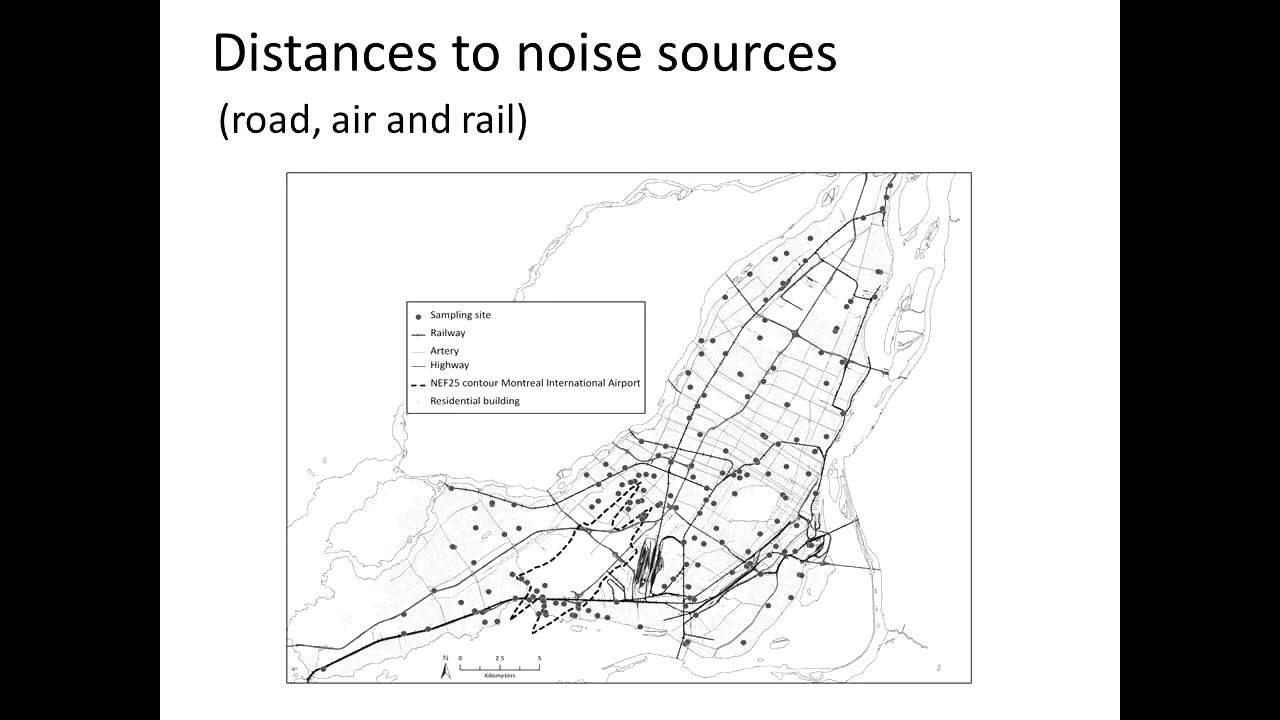 Distances to noise sources
(road, air and rail)
Sampling site
Railway
Artery
Highway
NEF25 contour Montreal International Airport
Residential building
N
0 2.5 5
Kilometers